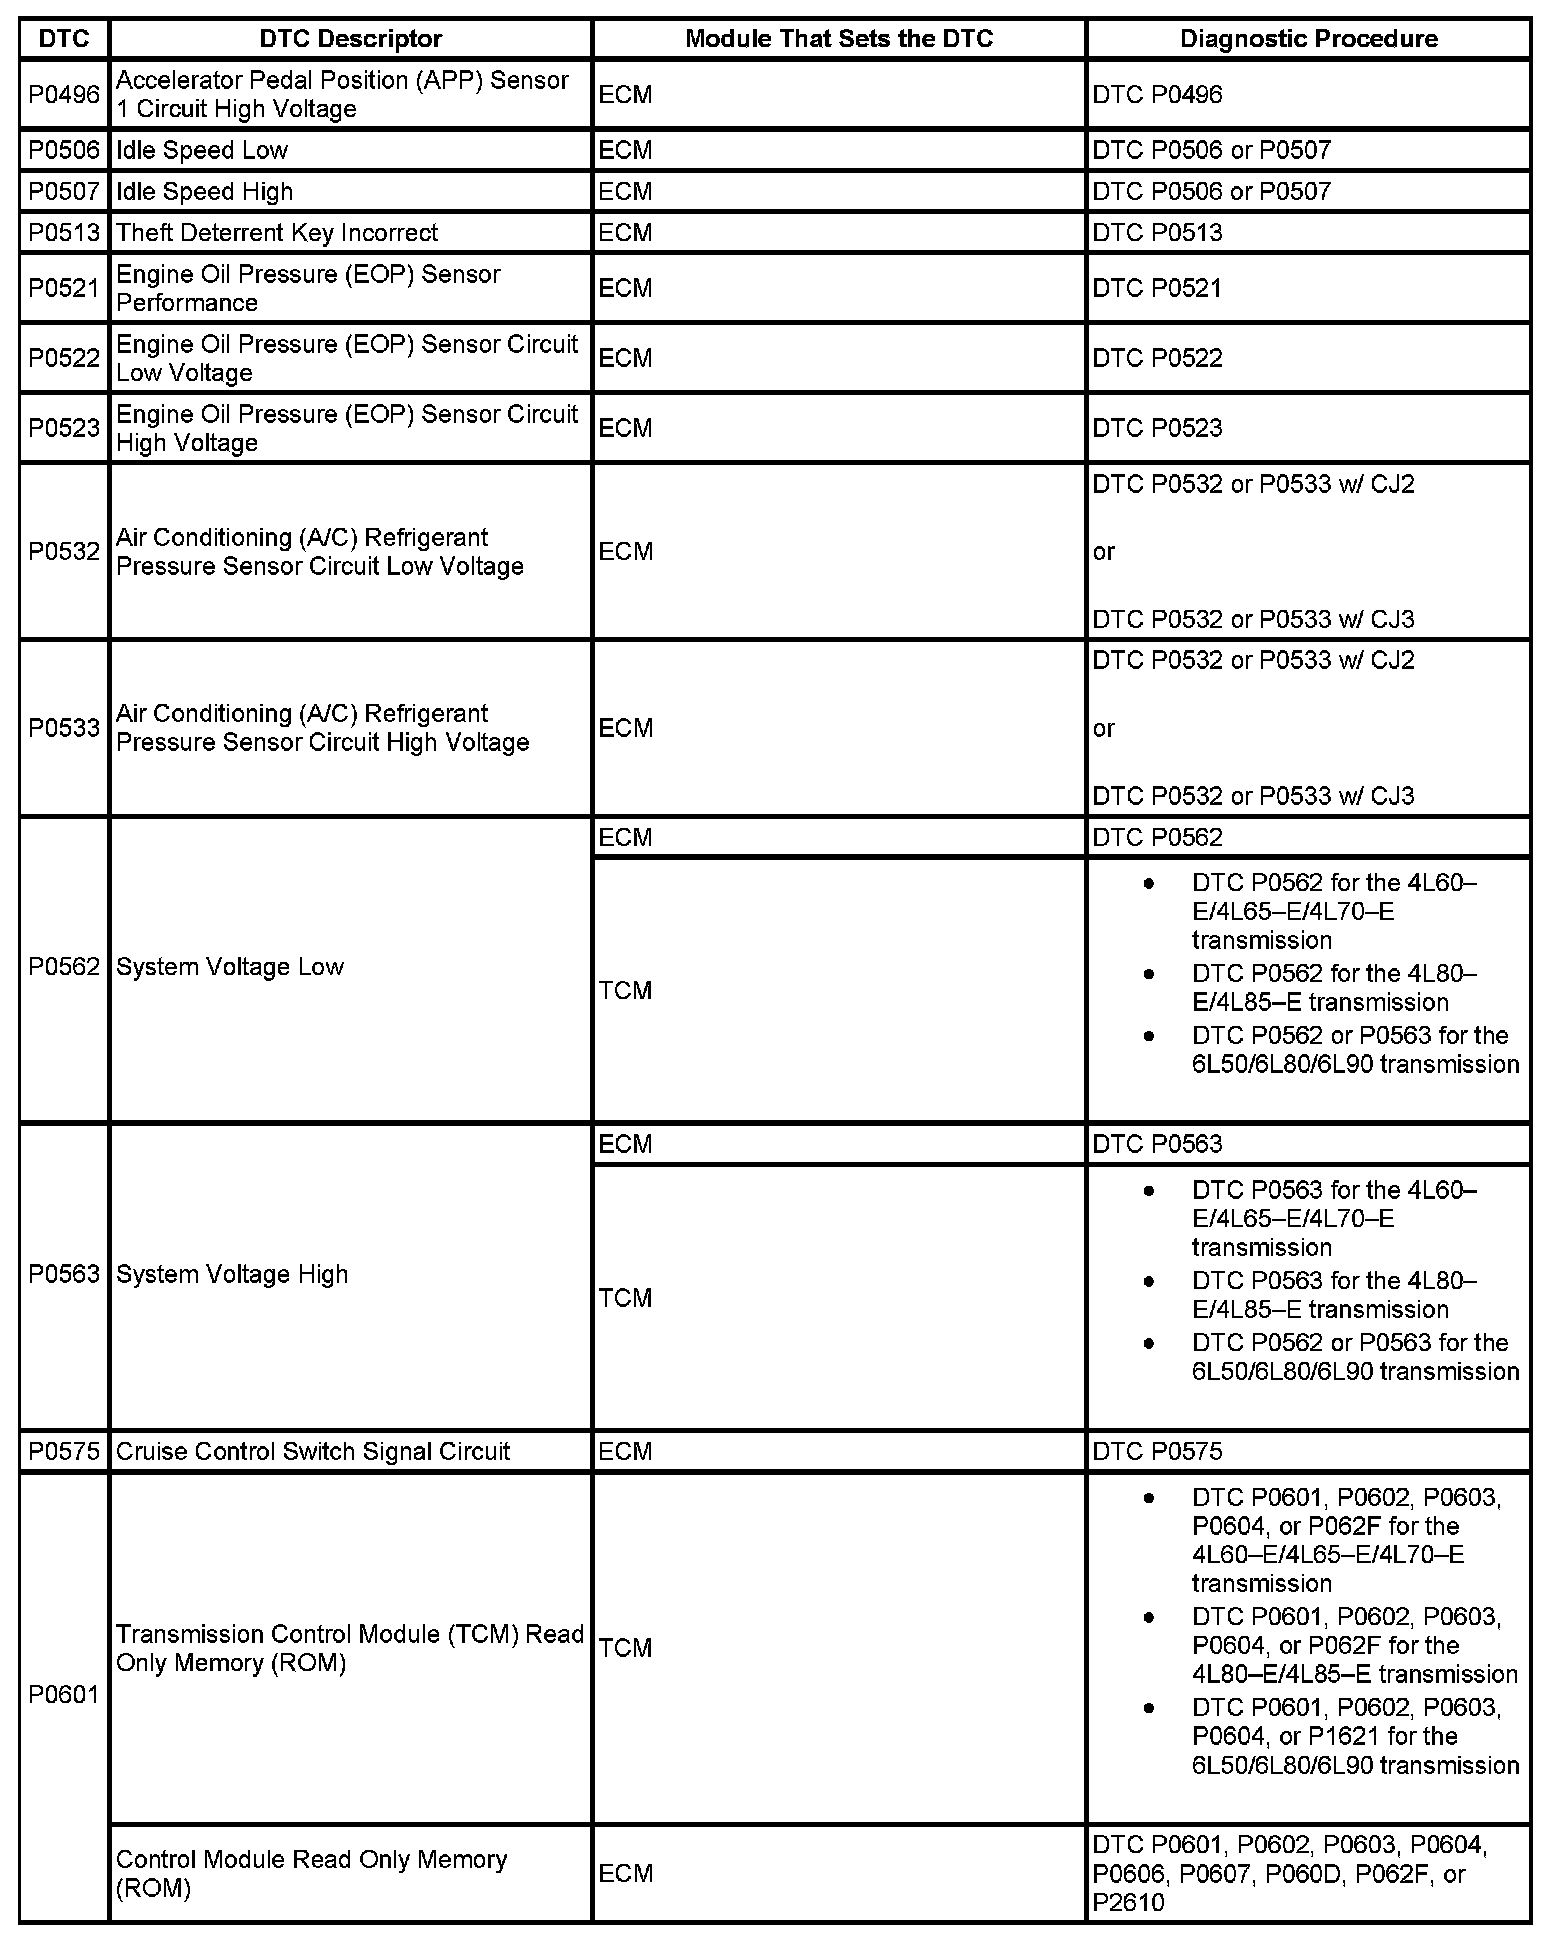 DTC
DTC Descriptor
Module That Sets the DTC
Diagnostic Procedure
P0496
Accelerator Pedal Position (APP) Sensor
1 Circuit High Voltage
ECM
DTC P0496
P0506
Idle Speed Low
ECM
DTC P0506 or P0507
P0507
Idle Speed High
ECM
DTC P0506 or P0507
P0513
Theft Deterrent Key Incorrect
ECM
DTC P0513
P0521
Engine Oil Pressure (EOP) Sensor
Performance
ECM
DTC P0521
P0522
Engine Oil Pressure (EOP) Sensor Circuit
Low Voltage
ECM
DTC P0522
P0523
Engine Oil Pressure (EOP) Sensor Circuit
High Voltage
ECM
DTC P0523
P0532
Air Conditioning (A/C) Refrigerant
Pressure Sensor Circuit Low Voltage
ECM
DTC P0532 or P0533 w/ CJ2
or
DTC P0532 or P0533 w/ CJ3
P0533
Air Conditioning (A/C) Refrigerant
Pressure Sensor Circuit High Voltage
ECM
DTC P0532 or P0533 w/ CJ2
or
DTC P0532 or P0533 w/ CJ3
P0562
System Voltage Low
ECM
DTC P0562
TCM
• DTC P0562 for the 4L60–
E/4L65–E/4L70–E
transmission
• DTC P0562 for the 4L80–
E/4L85–E transmission
• DTC P0562 or P0563 for the
6L50/6L80/6L90 transmission
P0563
System Voltage High
ECM
DTC P0563
TCM
• DTC P0563 for the 4L60–
E/4L65–E/4L70–E
transmission
• DTC P0563 for the 4L80–
E/4L85–E transmission
• DTC P0562 or P0563 for the
6L50/6L80/6L90 transmission
P0575
Cruise Control Switch Signal Circuit
ECM
DTC P0575
P0601
Transmission Control Module (TCM) Read
Only Memory (ROM)
TCM
• DTC P0601, P0602, P0603,
P0604, or P062F for the
4L60–E/4L65–E/4L70–E
transmission
• DTC P0601, P0602, P0603,
P0604, or P062F for the
4L80–E/4L85–E transmission
• DTC P0601, P0602, P0603,
P0604, or P1621 for the
6L50/6L80/6L90 transmission
Control Module Read Only Memory
(ROM)
ECM
DTC P0601, P0602, P0603, P0604,
P0606, P0607, P060D, P062F, or
P2610